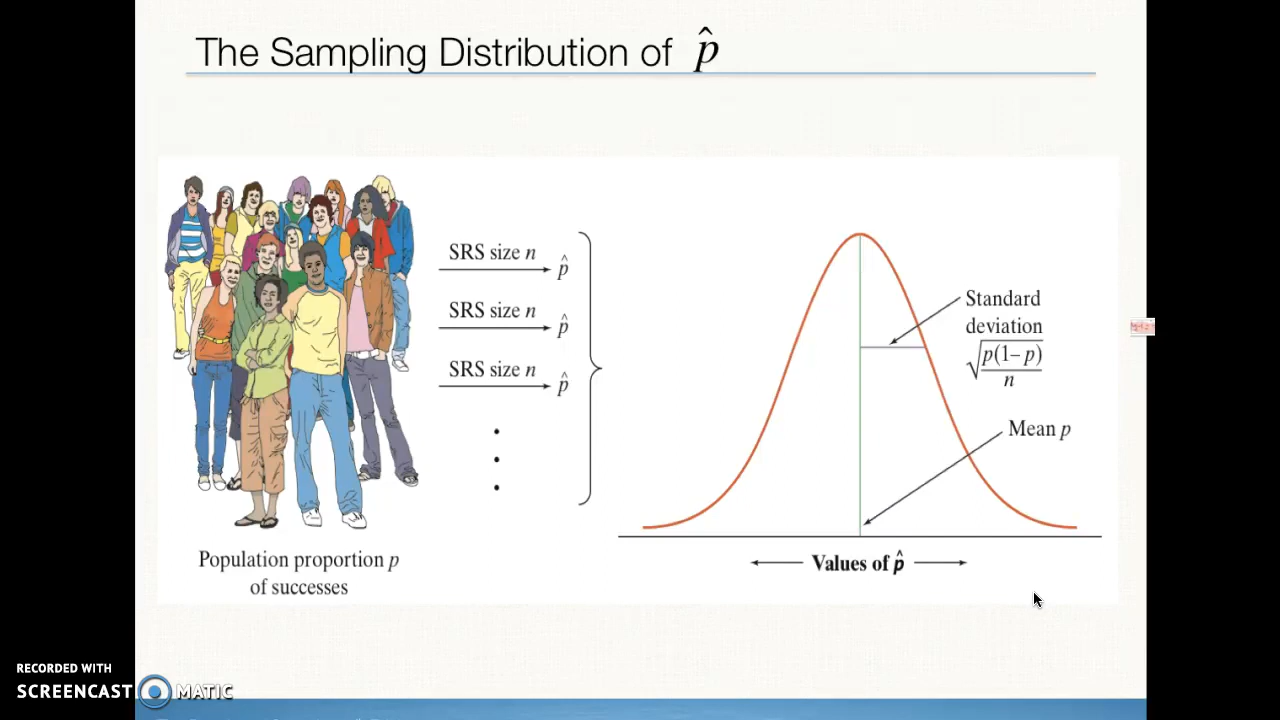 The Sampling Distribution of p̂
SRS size n
p̂
SRS size n
p̂
SRS size n
p̂
Population proportion p
of successes
Standard
deviation
√(p(1–p)/n)
Mean p
Values of p̂
RECORDED WITH
SCREENCAST MATIC